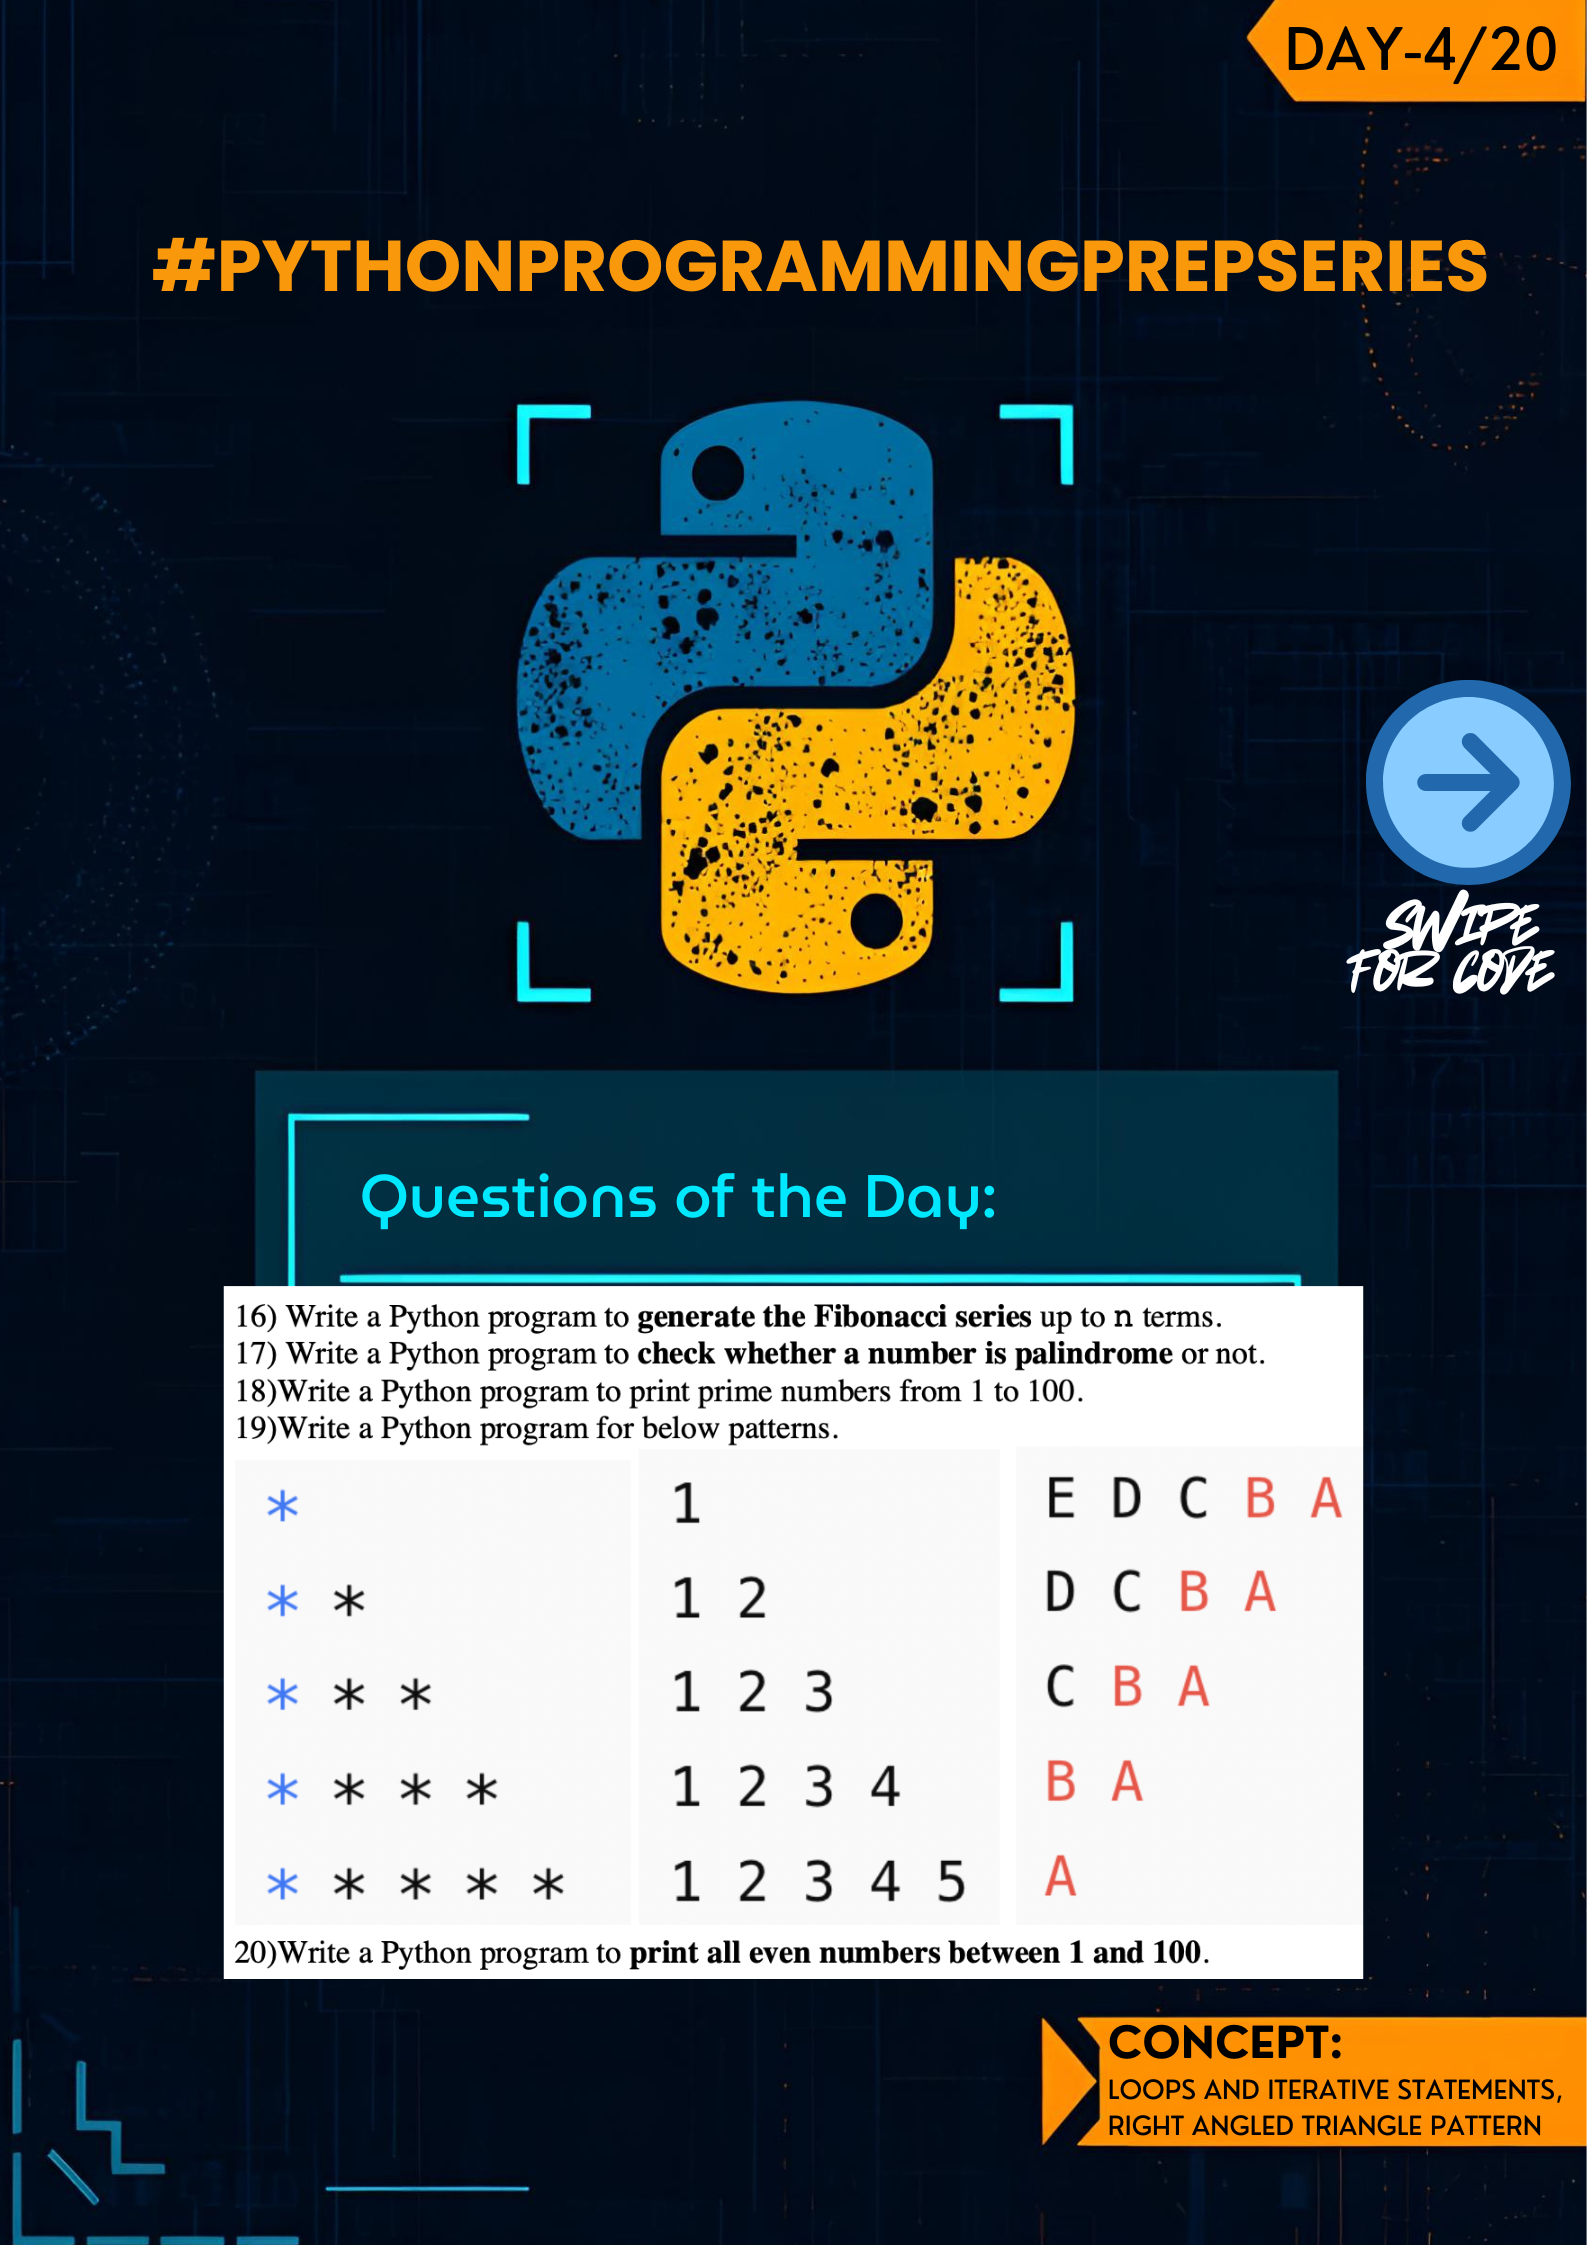 DAY-4/20
#PYTHONPROGRAMMINGPREPSERIES
SWIPE
FOR CODE
Questions of the Day:
16) Write a Python program to generate the Fibonacci series up to n terms.
17) Write a Python program to check whether a number is palindrome or not.
18)Write a Python program to print prime numbers from 1 to 100.
19)Write a Python program for below patterns.
*
* *
* * *
* * * *
* * * * *
1
1 2
1 2 3
1 2 3 4
1 2 3 4 5
E D C B A
D C B A
C B A
B A
A
20)Write a Python program to print all even numbers between 1 and 100.
CONCEPT:
LOOPS AND ITERATIVE STATEMENTS,
RIGHT ANGLED TRIANGLE PATTERN